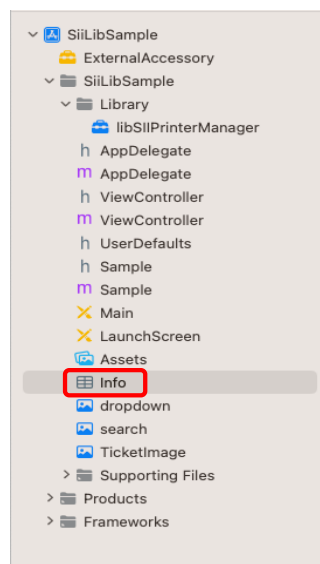 SiiLibSample
ExternalAccessory
SiiLibSample
Library
libSIIPrinterManager
h AppDelegate
m AppDelegate
h ViewController
m ViewController
h UserDefaults
h Sample
m Sample
Main
LaunchScreen
Assets
Info
dropdown
search
TicketImage
Supporting Files
Products
Frameworks